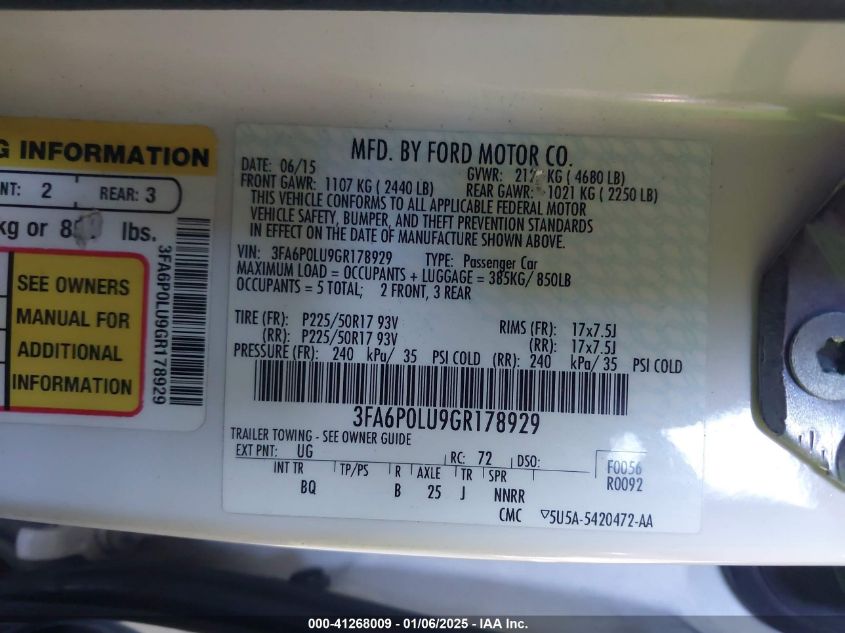 G INFORMATION
NT: 2 REAR: 3
kg or lbs.
SEE OWNERS
MANUAL FOR
ADDITIONAL
INFORMATION
3FA6P0LU9GR178929
MFD. BY FORD MOTOR CO.
DATE: 06/15 GVWR: KG ( 4680 LB)
FRONT GAWR: 1107 KG ( 2440 LB) REAR GAWR: 1021 KG ( 2250 LB)
THIS VEHICLE CONFORMS TO ALL APPLICABLE FEDERAL MOTOR
VEHICLE SAFETY, BUMPER, AND THEFT PREVENTION STANDARDS
IN EFFECT ON THE DATE OF MANUFACTURE SHOWN ABOVE.
VIN: 3FA6P0LU9GR178929 TYPE: Passenger Car
MAXIMUM LOAD = OCCUPANTS + LUGGAGE = 385KG/ 850LB
OCCUPANTS = 5 TOTAL; 2 FRONT, 3 REAR
TIRE (FR): P225/50R17 93V RIMS (FR): 17x7.5J
(RR): P225/50R17 93V (RR): 17x7.5J
PRESSURE (FR): 240 kPa/ 35 PSI COLD (RR): 240 kPa/ 35 PSI COLD
3FA6P0LU9GR178929
TRAILER TOWING - SEE OWNER GUIDE
EXT PNT: UG RC: 72 DSO: F0056
INT TR TP/PS R AXLE TR SPR R0092
BQ B 25 J NNRR
CMC ▽5U5A-5420472-AA
000-41268009 - 01/06/2025 - IAA Inc.